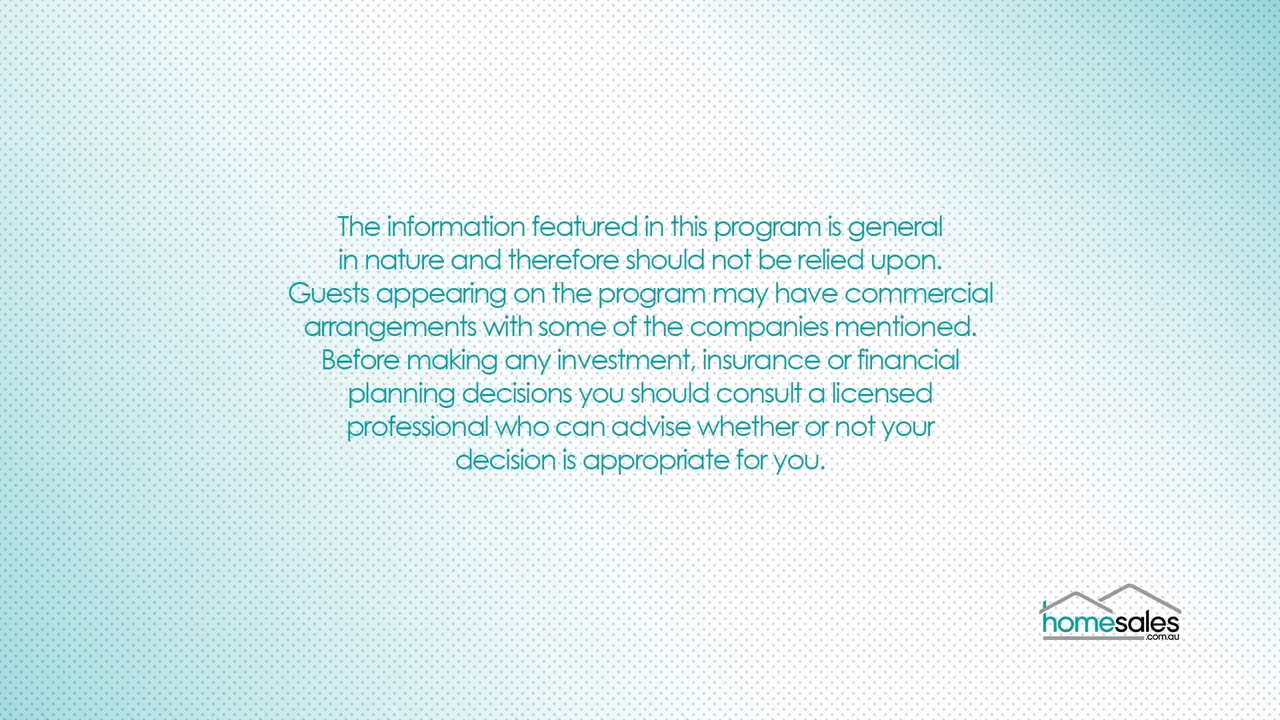 The information featured in this program is general
in nature and therefore should not be relied upon.
Guests appearing on the program may have commercial
arrangements with some of the companies mentioned.
Before making any investment, insurance or financial
planning decisions you should consult a licensed
professional who can advise whether or not your
decision is appropriate for you.
homesales
.com.au